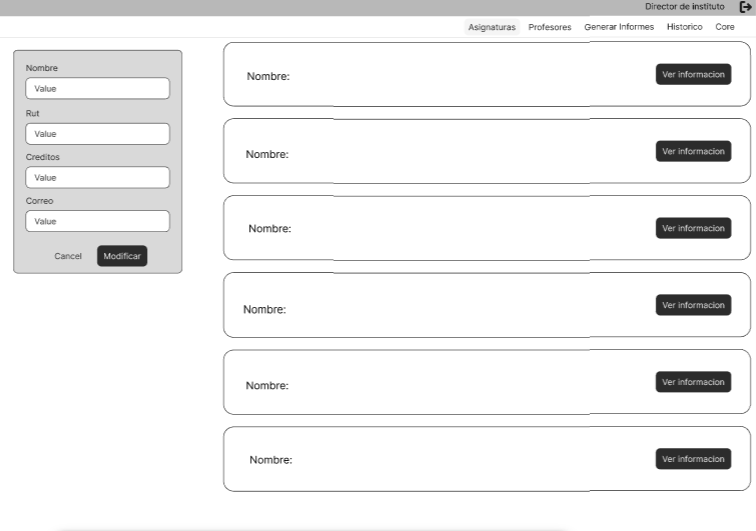 Director de instituto
Asignaturas Profesores Generar Informes Historico Core
Nombre
Value
Rut
Value
Creditos
Value
Correo
Value
Cancel Modificar
Nombre: Ver informacion
Nombre: Ver informacion
Nombre: Ver informacion
Nombre: Ver informacion
Nombre: Ver informacion
Nombre: Ver informacion